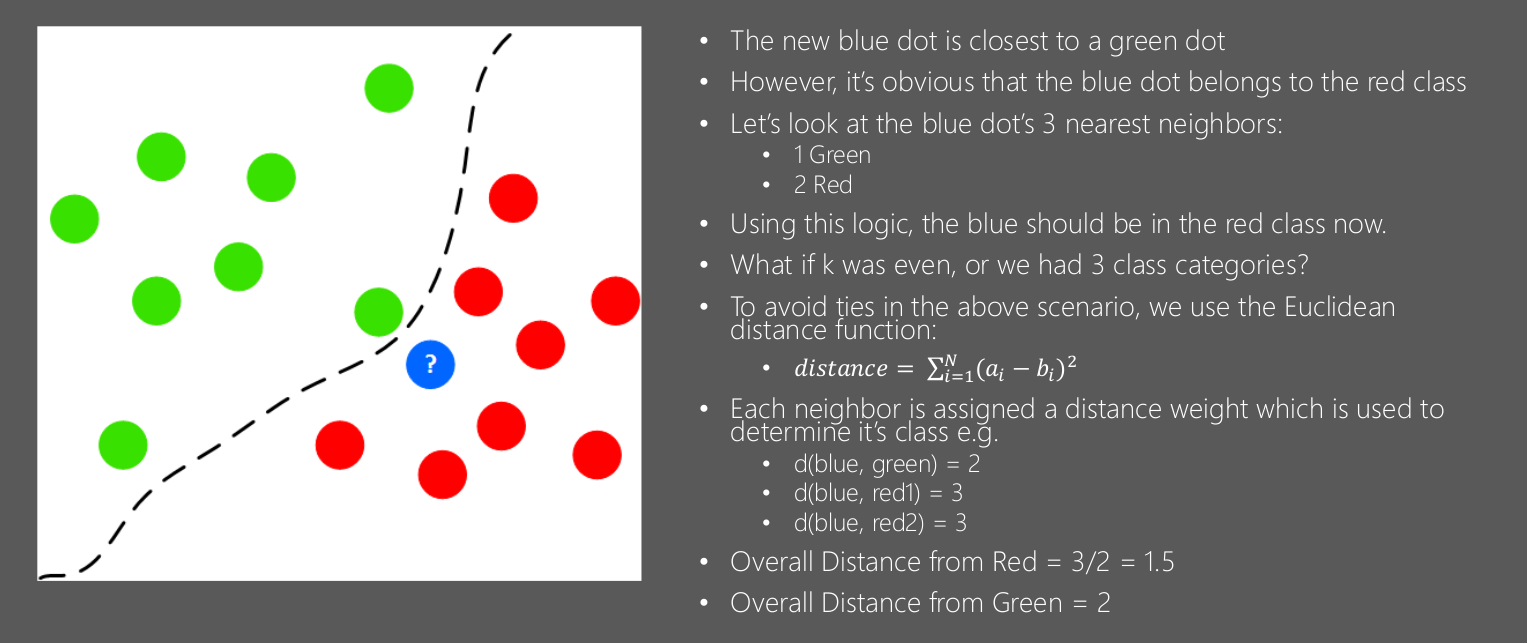 ?
• The new blue dot is closest to a green dot
• However, it's obvious that the blue dot belongs to the red class
• Let's look at the blue dot's 3 nearest neighbors:
• 1 Green
• 2 Red
• Using this logic, the blue should be in the red class now.
• What if k was even, or we had 3 class categories?
• To avoid ties in the above scenario, we use the Euclidean
distance function:
• distance = ∑ᵢ₌₁ᴺ(aᵢ − bᵢ)²
• Each neighbor is assigned a distance weight which is used to
determine it's class e.g.
• d(blue, green) = 2
• d(blue, red1) = 3
• d(blue, red2) = 3
• Overall Distance from Red = 3/2 = 1.5
• Overall Distance from Green = 2